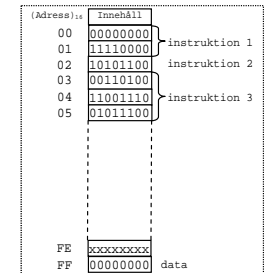 (Adress)₁₆ Innehåll
00 00000000
01 11110000 instruktion 1
02 10101100 instruktion 2
03 00110100
04 11001110 instruktion 3
05 01011100
FE xxxxxxxx
FF 00000000 data